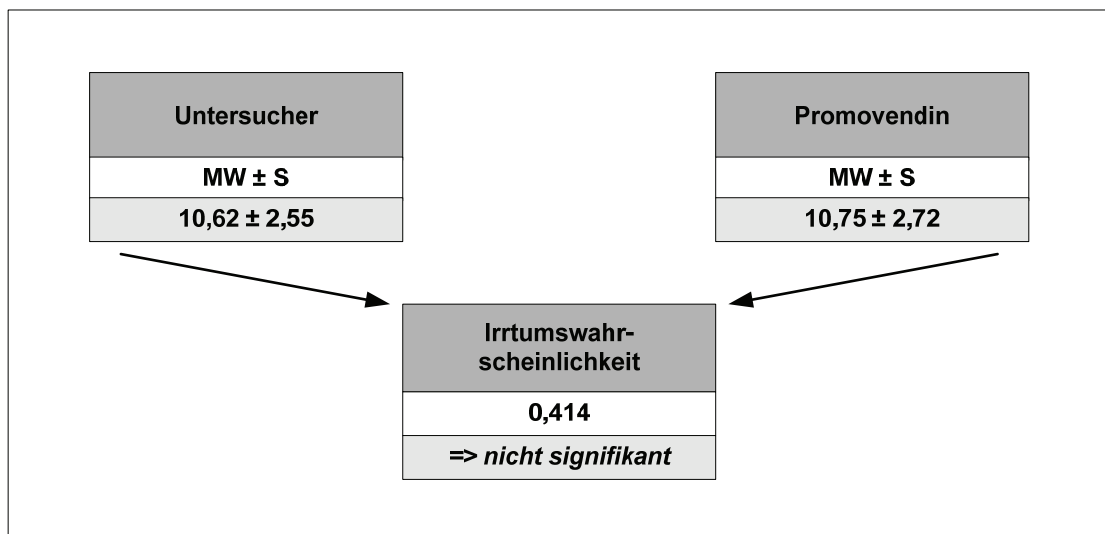 Untersucher
MW ± S
10,62 ± 2,55
Promovendin
MW ± S
10,75 ± 2,72
Irrtumswahr-
scheinlichkeit
0,414
=> nicht signifikant